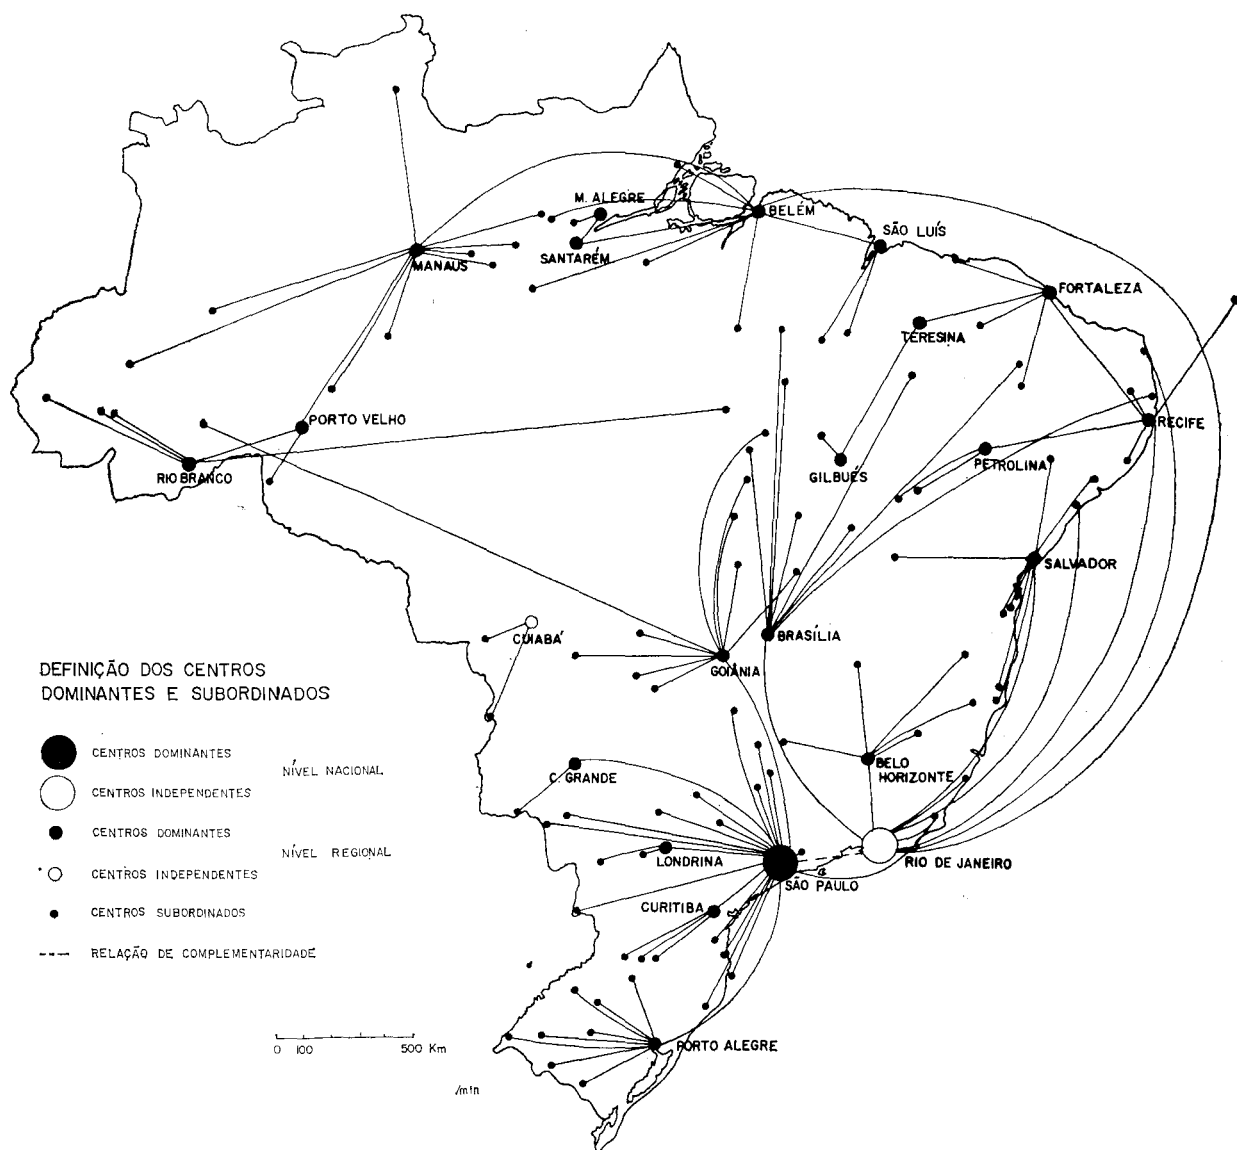 M. ALEGRE
BELÉM
SÃO LUÍS
MANAUS
SANTARÉM
FORTALEZA
TERESINA
PORTO VELHO
RECIFE
RIO BRANCO
GILBUÉS
PETROLINA
SALVADOR
CUIABÁ
BRASÍLIA
GOIÂNIA
DEFINIÇÃO DOS CENTROS
DOMINANTES E SUBORDINADOS
CENTROS DOMINANTES
NÍVEL NACIONAL
CENTROS INDEPENDENTES
CENTROS DOMINANTES
NÍVEL REGIONAL
CENTROS INDEPENDENTES
CENTROS SUBORDINADOS
RELAÇÃO DE COMPLEMENTARIDADE
C. GRANDE
BELO
HORIZONTE
LONDRINA
RIO DE JANEIRO
SÃO PAULO
CURITIBA
PORTO ALEGRE
0 100 500 Km
/min